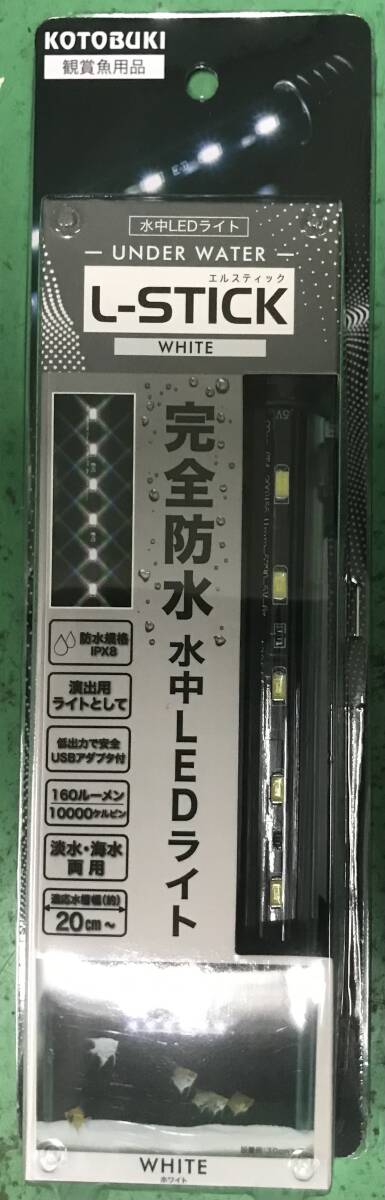 KOTOBUKI
観賞魚用品
水中LEDライト
UNDER WATER
エルスティック
L-STICK
WHITE
完全防水
水中LEDライト
防水規格
IPX8
演出用
ライトとして
低出力で安全
USBアダプタ付
160ルーメン
10000ケルビン
淡水・海水
両用
適応水槽幅(約)
20cm～
5V
WHITE
ホワイト